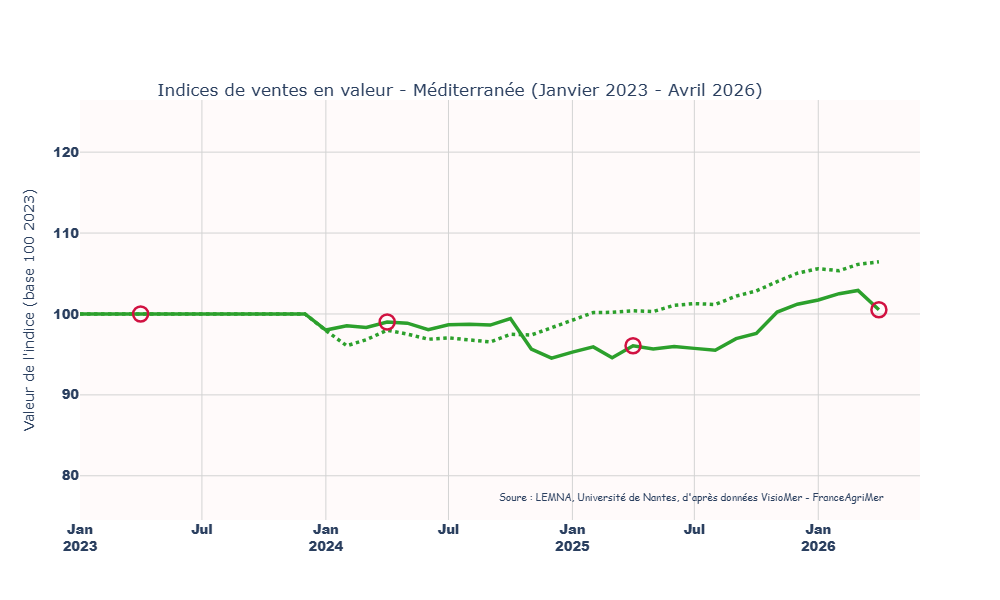 Indices de ventes en valeur - Méditerranée (Janvier 2023 - Avril 2026)
Valeur de l'indice (base 100 2023)
120
110
100
90
80
Soure : LEMNA, Université de Nantes, d'après données VisioMer - FranceAgriMer
Jan Jul Jan Jul Jan Jul Jan
2023 2024 2025 2026